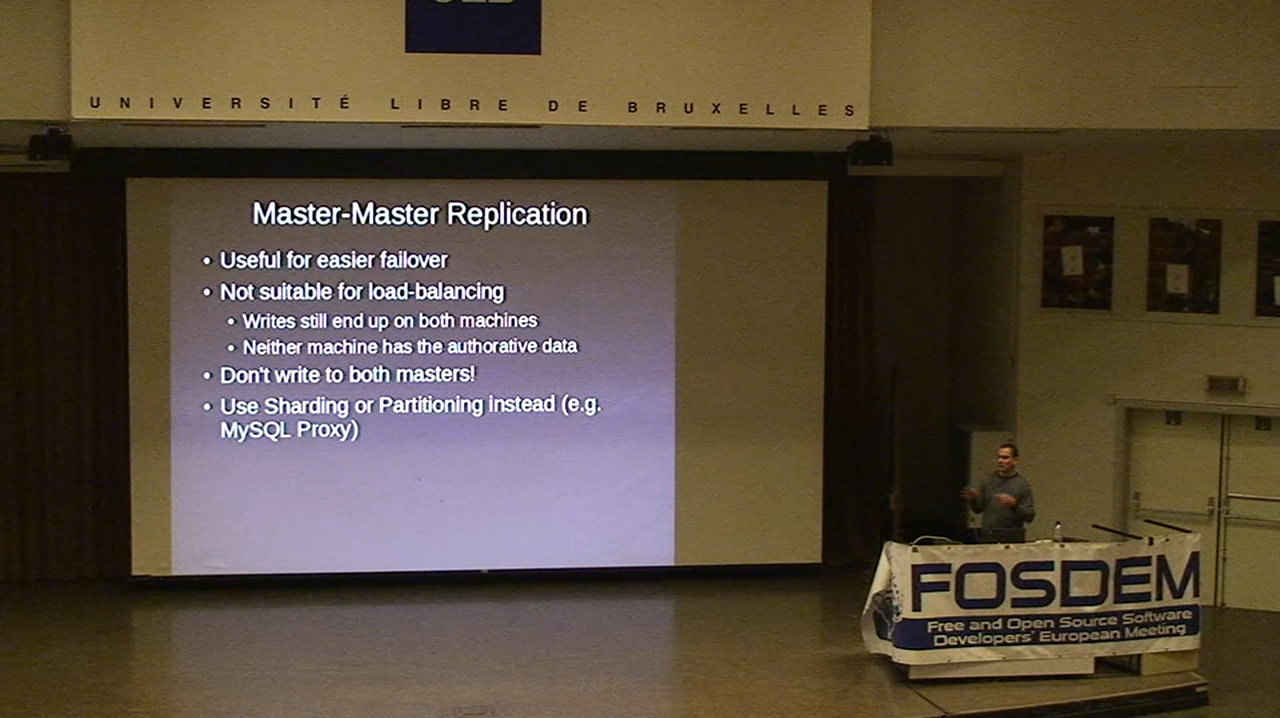 UNIVERSITÉ LIBRE DE BRUXELLES
Master-Master Replication
• Useful for easier failover
• Not suitable for load-balancing
• Writes still end up on both machines
• Neither machine has the authorative data
• Don't write to both masters!
• Use Sharding or Partitioning instead (e.g.
MySQL Proxy)
FOSDEM
Free and Open Source Software
Developers' European Meeting